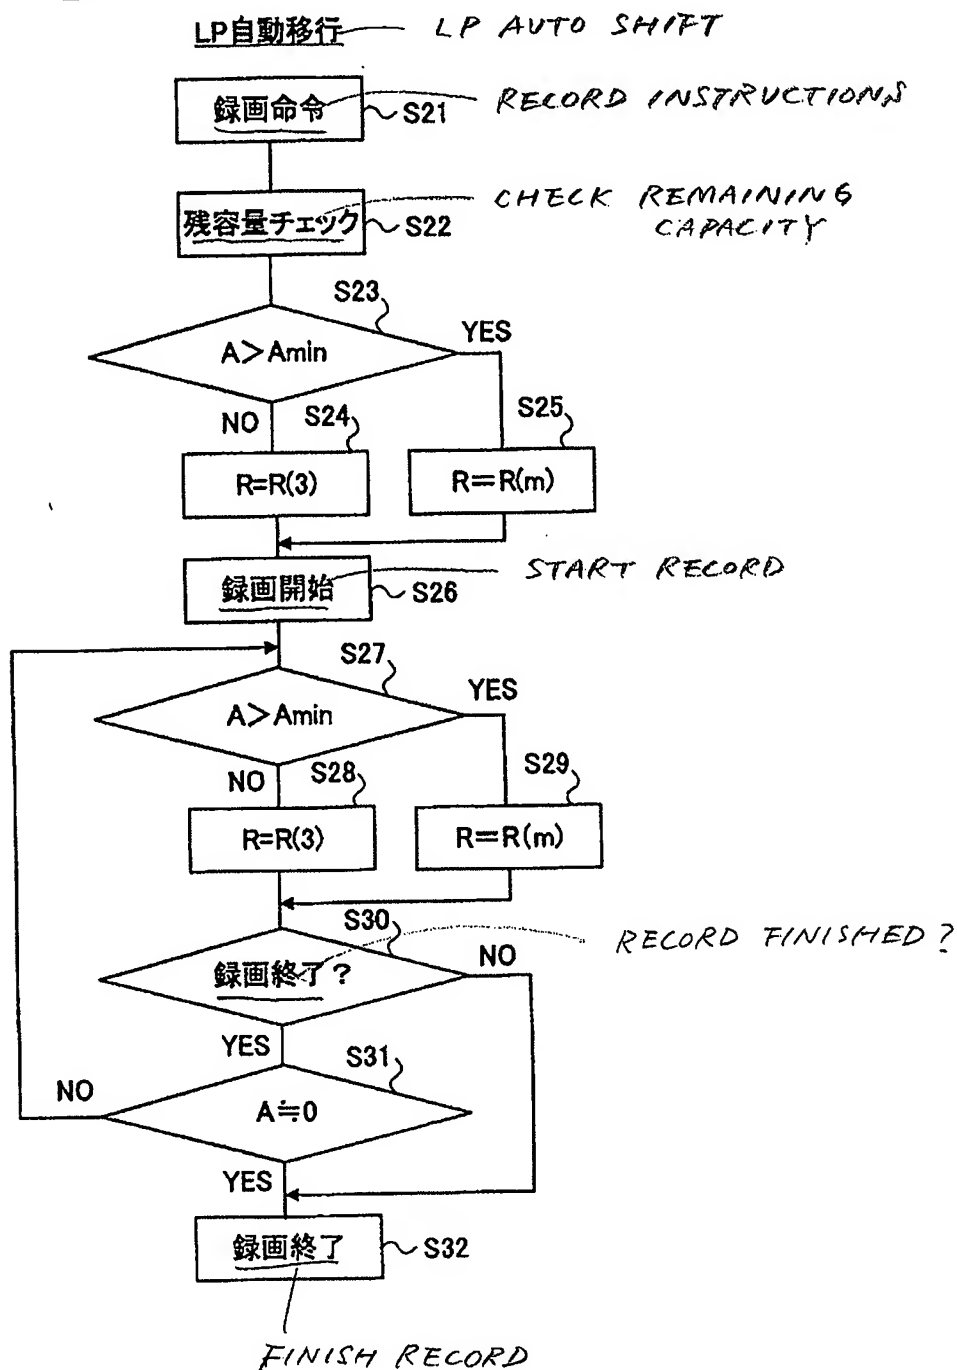 LP自動移行 LP AUTO SHIFT
録画命令 S21 RECORD INSTRUCTIONS
残容量チェック S22 CHECK REMAINING
CAPACITY
S23
A>Amin YES
NO S24 S25
R=R(3) R=R(m)
録画開始 S26 START RECORD
S27
A>Amin YES
NO S28 S29
R=R(3) R=R(m)
S30
録画終了? NO RECORD FINISHED?
YES S31
NO A≒0
YES
録画終了 S32
FINISH RECORD